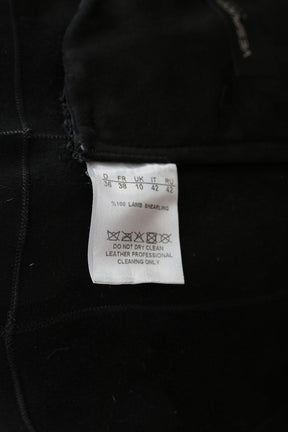 D FR UK IT RU
36 38 10 42 42
%100 LAMB SHEARLING
DO NOT DRY CLEAN
LEATHER PROFESSIONAL
CLEANING ONLY